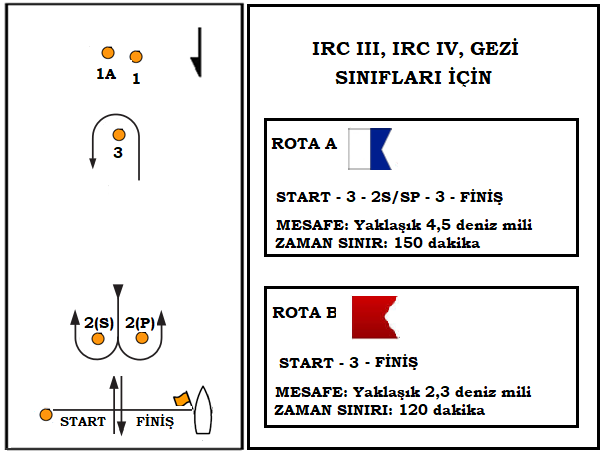 1A
1
3
2(S)
2(P)
START
FİNİŞ
IRC III, IRC IV, GEZİ
SINIFLARI İÇİN
ROTA A
START - 3 - 2S/SP - 3 - FİNİŞ
MESAFE: Yaklaşık 4,5 deniz mili
ZAMAN SINIR: 150 dakika
ROTA B
START - 3 - FİNİŞ
MESAFE: Yaklaşık 2,3 deniz mili
ZAMAN SINIRI: 120 dakika